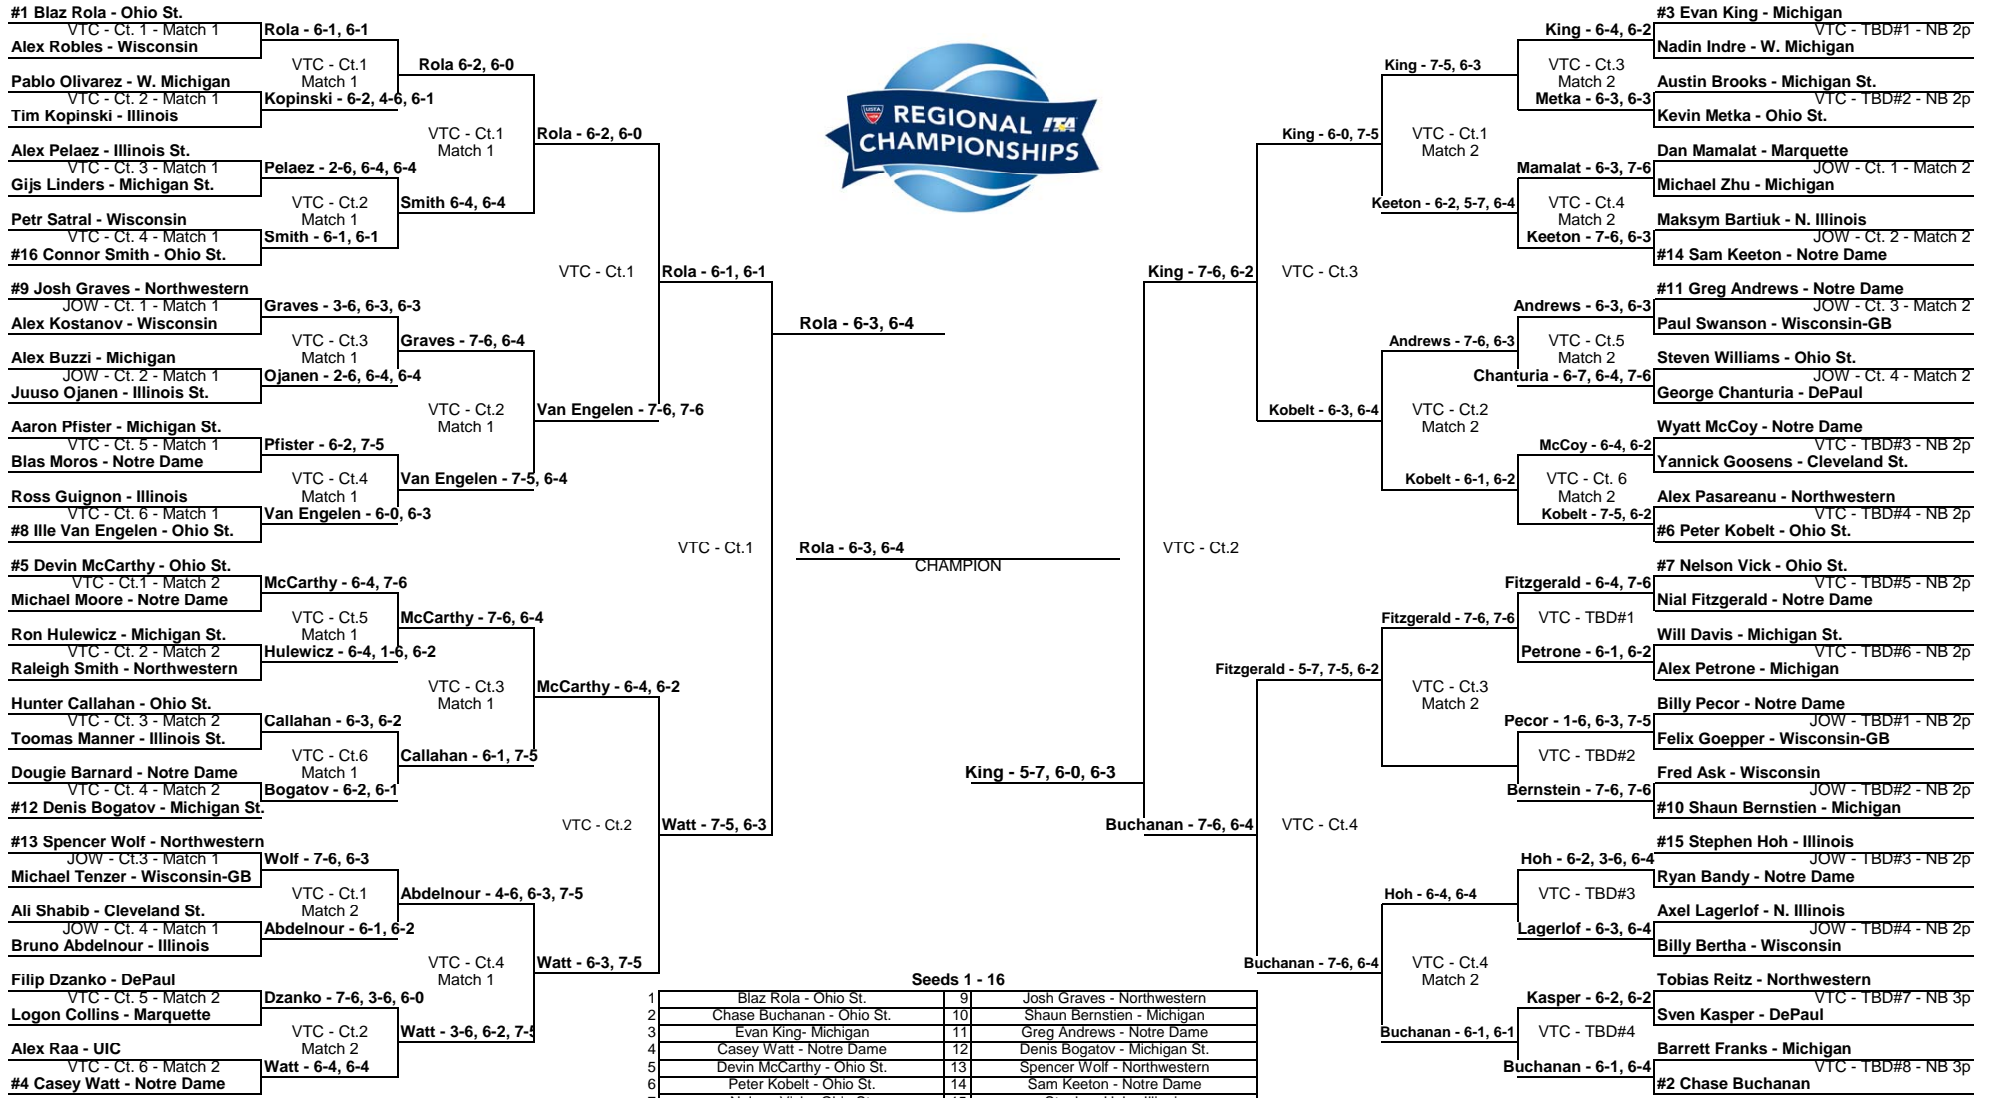 #1 Blaz Rola - Ohio St.
VTC - Ct. 1 - Match 1
Alex Robles - Wisconsin
Pablo Olivarez - W. Michigan
VTC - Ct. 2 - Match 1
Tim Kopinski - Illinois
Alex Pelaez - Illinois St.
VTC - Ct. 3 - Match 1
Gijs Linders - Michigan St.
Petr Satral - Wisconsin
VTC - Ct. 4 - Match 1
#16 Connor Smith - Ohio St.
#9 Josh Graves - Northwestern
JOW - Ct. 1 - Match 1
Alex Kostanov - Wisconsin
Alex Buzzi - Michigan
JOW - Ct. 2 - Match 1
Juuso Ojanen - Illinois St.
Aaron Pfister - Michigan St.
VTC - Ct. 5 - Match 1
Blas Moros - Notre Dame
Ross Guignon - Illinois
VTC - Ct. 6 - Match 1
#8 Ille Van Engelen - Ohio St.
#5 Devin McCarthy - Ohio St.
VTC - Ct.1 - Match 2
Michael Moore - Notre Dame
Ron Hulewicz - Michigan St.
VTC - Ct. 2 - Match 2
Raleigh Smith - Northwestern
Hunter Callahan - Ohio St.
VTC - Ct. 3 - Match 2
Toomas Manner - Illinois St.
Dougie Barnard - Notre Dame
VTC - Ct. 4 - Match 2
#12 Denis Bogatov - Michigan St.
#13 Spencer Wolf - Northwestern
JOW - Ct.3 - Match 1
Michael Tenzer - Wisconsin-GB
Ali Shabib - Cleveland St.
JOW - Ct. 4 - Match 1
Bruno Abdelnour - Illinois
Filip Dzanko - DePaul
VTC - Ct. 5 - Match 2
Logon Collins - Marquette
Alex Raa - UIC
VTC - Ct. 6 - Match 2
#4 Casey Watt - Notre Dame
Rola - 6-1, 6-1
VTC - Ct.1
Match 1
Kopinski - 6-2, 4-6, 6-1
Pelaez - 2-6, 6-4, 6-4
VTC - Ct.2
Match 1
Smith - 6-1, 6-1
Graves - 3-6, 6-3, 6-3
VTC - Ct.3
Match 1
Ojanen - 2-6, 6-4, 6-4
Pfister - 6-2, 7-5
VTC - Ct.4
Match 1
Van Engelen - 6-0, 6-3
McCarthy - 6-4, 7-6
VTC - Ct.5
Match 1
Hulewicz - 6-4, 1-6, 6-2
Callahan - 6-3, 6-2
VTC - Ct.6
Match 1
Bogatov - 6-2, 6-1
Wolf - 7-6, 6-3
VTC - Ct.1
Match 2
Abdelnour - 6-1, 6-2
Dzanko - 7-6, 3-6, 6-0
VTC - Ct.2
Match 2
Watt - 6-4, 6-4
Rola 6-2, 6-0
VTC - Ct.1
Match 1
Smith 6-4, 6-4
Graves - 7-6, 6-4
VTC - Ct.2
Match 1
Van Engelen - 7-5, 6-4
McCarthy - 7-6, 6-4
VTC - Ct.3
Match 1
Callahan - 6-1, 7-5
Abdelnour - 4-6, 6-3, 7-5
VTC - Ct.4
Match 1
Watt - 3-6, 6-2, 7-5
Rola - 6-2, 6-0
VTC - Ct.1
Van Engelen - 7-6, 7-6
McCarthy - 6-4, 6-2
VTC - Ct.2
Watt - 6-3, 7-5
Rola - 6-1, 6-1
VTC - Ct.1
Watt - 7-5, 6-3
Rola - 6-3, 6-4
USTA
REGIONAL ITA
CHAMPIONSHIPS
Rola - 6-3, 6-4
CHAMPION
King - 5-7, 6-0, 6-3
King - 7-6, 6-2
VTC - Ct.2
Buchanan - 7-6, 6-4
King - 6-0, 7-5
VTC - Ct.3
Kobelt - 6-3, 6-4
Fitzgerald - 5-7, 7-5, 6-2
VTC - Ct.4
Buchanan - 7-6, 6-4
King - 7-5, 6-3
VTC - Ct.1
Match 2
Keeton - 6-2, 5-7, 6-4
Andrews - 7-6, 6-3
VTC - Ct.2
Match 2
Kobelt - 6-1, 6-2
Fitzgerald - 7-6, 7-6
VTC - Ct.3
Match 2
Hoh - 6-4, 6-4
VTC - Ct.4
Match 2
Buchanan - 6-1, 6-1
King - 6-4, 6-2
VTC - Ct.3
Match 2
Metka - 6-3, 6-3
Mamalat - 6-3, 7-6
VTC - Ct.4
Match 2
Keeton - 7-6, 6-3
Andrews - 6-3, 6-3
VTC - Ct.5
Match 2
Chanturia - 6-7, 6-4, 7-6
McCoy - 6-4, 6-2
VTC - Ct. 6
Match 2
Kobelt - 7-5, 6-2
Fitzgerald - 6-4, 7-6
VTC - TBD#1
Petrone - 6-1, 6-2
Pecor - 1-6, 6-3, 7-5
VTC - TBD#2
Bernstein - 7-6, 7-6
Hoh - 6-2, 3-6, 6-4
VTC - TBD#3
Lagerlof - 6-3, 6-4
Kasper - 6-2, 6-2
VTC - TBD#4
Buchanan - 6-1, 6-4
#3 Evan King - Michigan
VTC - TBD#1 - NB 2p
Nadin Indre - W. Michigan
Austin Brooks - Michigan St.
VTC - TBD#2 - NB 2p
Kevin Metka - Ohio St.
Dan Mamalat - Marquette
JOW - Ct. 1 - Match 2
Michael Zhu - Michigan
Maksym Bartiuk - N. Illinois
JOW - Ct. 2 - Match 2
#14 Sam Keeton - Notre Dame
#11 Greg Andrews - Notre Dame
JOW - Ct. 3 - Match 2
Paul Swanson - Wisconsin-GB
Steven Williams - Ohio St.
JOW - Ct. 4 - Match 2
George Chanturia - DePaul
Wyatt McCoy - Notre Dame
VTC - TBD#3 - NB 2p
Yannick Goosens - Cleveland St.
Alex Pasareanu - Northwestern
VTC - TBD#4 - NB 2p
#6 Peter Kobelt - Ohio St.
#7 Nelson Vick - Ohio St.
VTC - TBD#5 - NB 2p
Nial Fitzgerald - Notre Dame
Will Davis - Michigan St.
VTC - TBD#6 - NB 2p
Alex Petrone - Michigan
Billy Pecor - Notre Dame
JOW - TBD#1 - NB 2p
Felix Goepper - Wisconsin-GB
Fred Ask - Wisconsin
JOW - TBD#2 - NB 2p
#10 Shaun Bernstien - Michigan
#15 Stephen Hoh - Illinois
JOW - TBD#3 - NB 2p
Ryan Bandy - Notre Dame
Axel Lagerlof - N. Illinois
JOW - TBD#4 - NB 2p
Billy Bertha - Wisconsin
Tobias Reitz - Northwestern
VTC - TBD#7 - NB 3p
Sven Kasper - DePaul
Barrett Franks - Michigan
VTC - TBD#8 - NB 3p
#2 Chase Buchanan
Seeds 1 - 16
1 Blaz Rola - Ohio St. 9 Josh Graves - Northwestern
2 Chase Buchanan - Ohio St. 10 Shaun Bernstien - Michigan
3 Evan King- Michigan 11 Greg Andrews - Notre Dame
4 Casey Watt - Notre Dame 12 Denis Bogatov - Michigan St.
5 Devin McCarthy - Ohio St. 13 Spencer Wolf - Northwestern
6 Peter Kobelt - Ohio St. 14 Sam Keeton - Notre Dame